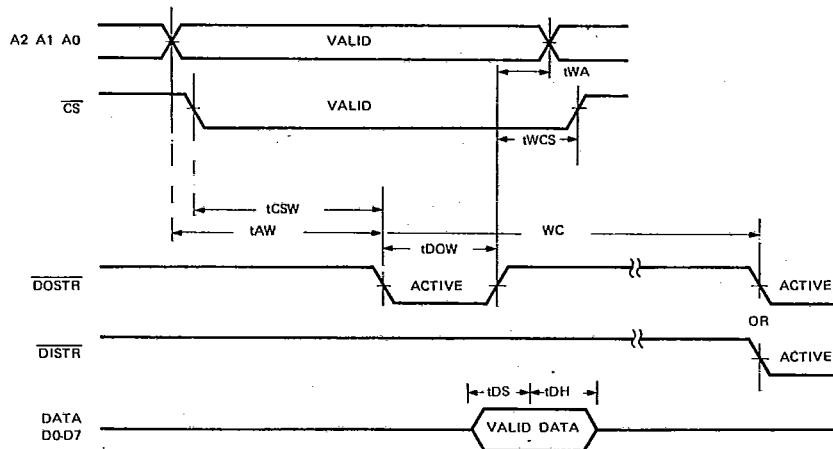 A2 A1 A0
VALID
tWA
CS
VALID
tWCS
tCSW
tAW
WC
tDOW
DOSTR
ACTIVE
ACTIVE
OR
DISTR
ACTIVE
tDS
tDH
DATA
D0-D7
VALID DATA